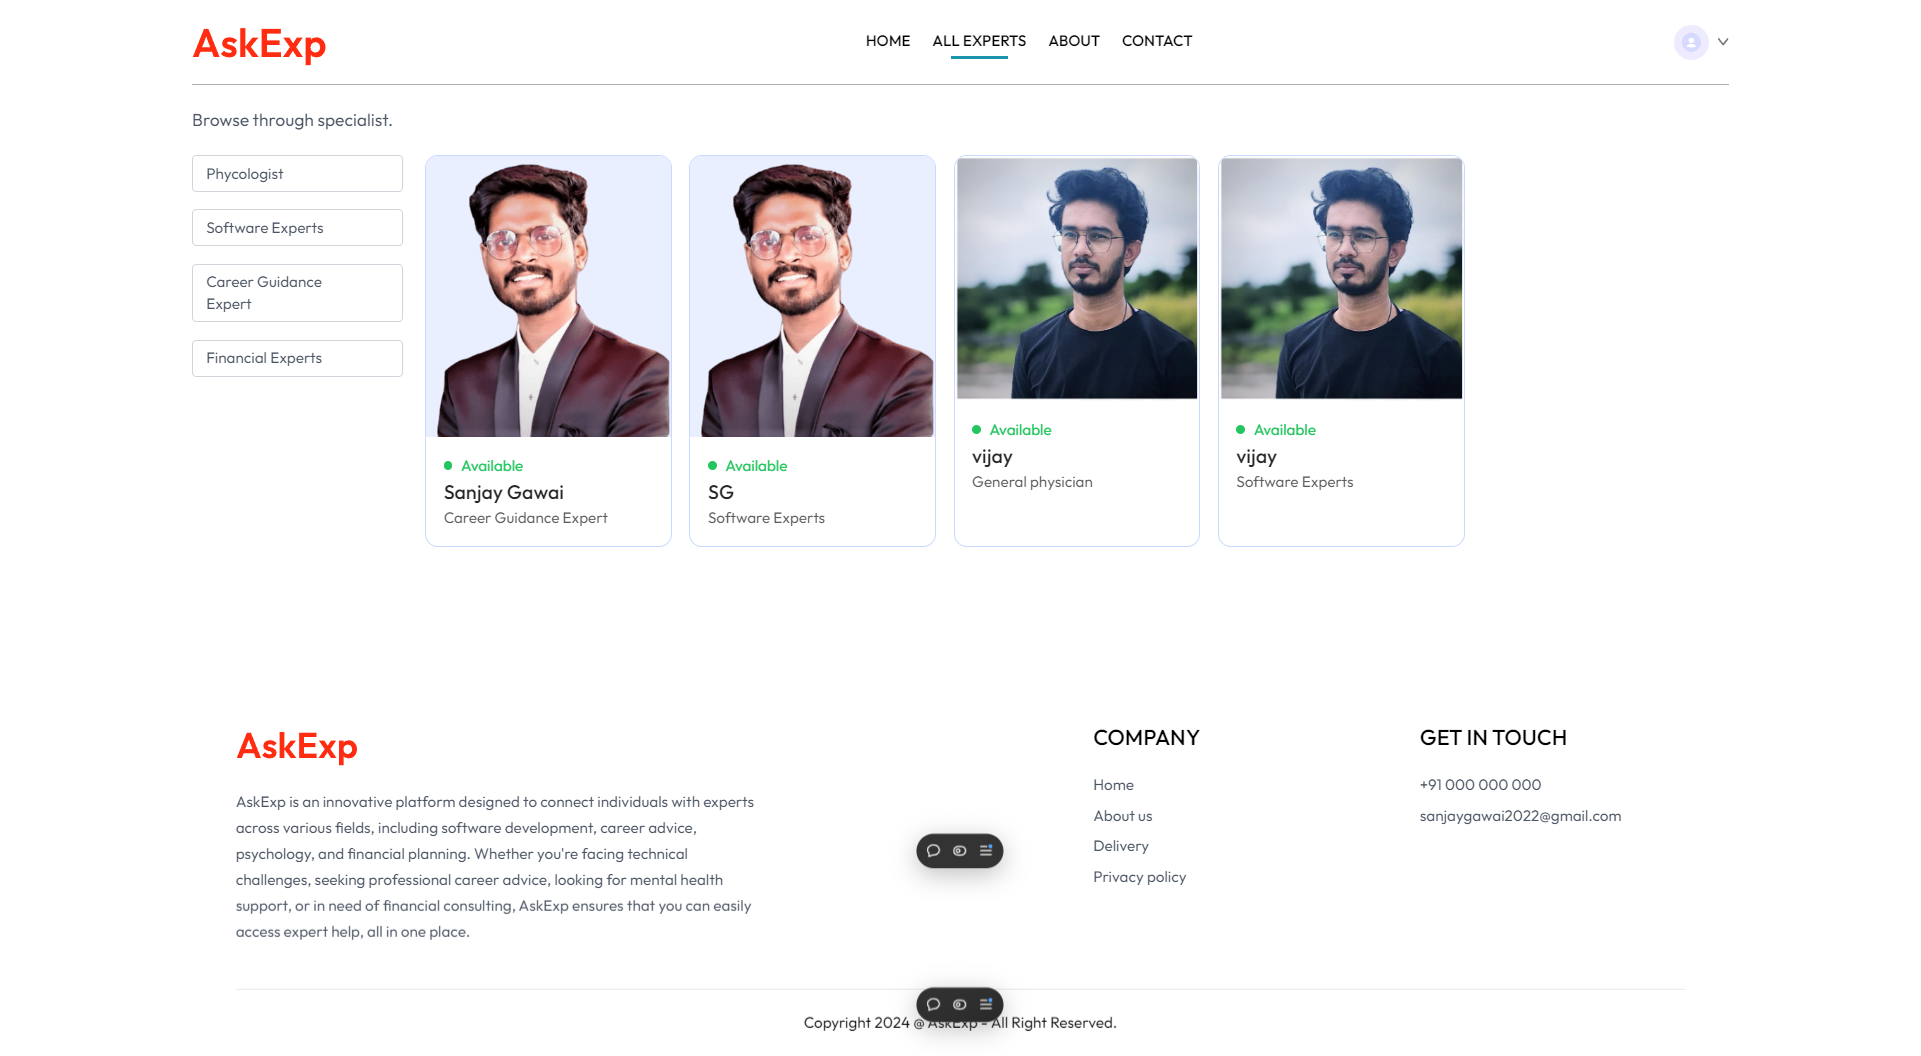 AskExp
HOME
ALL EXPERTS
ABOUT
CONTACT
Browse through specialist.
Phycologist
Software Experts
Career Guidance
Expert
Financial Experts
Available
Sanjay Gawai
Career Guidance Expert
Available
SG
Software Experts
Available
vijay
General physician
Available
vijay
Software Experts
AskExp
AskExp is an innovative platform designed to connect individuals with experts
across various fields, including software development, career advice,
psychology, and financial planning. Whether you're facing technical
challenges, seeking professional career advice, looking for mental health
support, or in need of financial consulting, AskExp ensures that you can easily
access expert help, all in one place.
COMPANY
Home
About us
Delivery
Privacy policy
GET IN TOUCH
+91 000 000 000
sanjaygawai2022@gmail.com
Copyright 2024 @ AskExp - All Right Reserved.